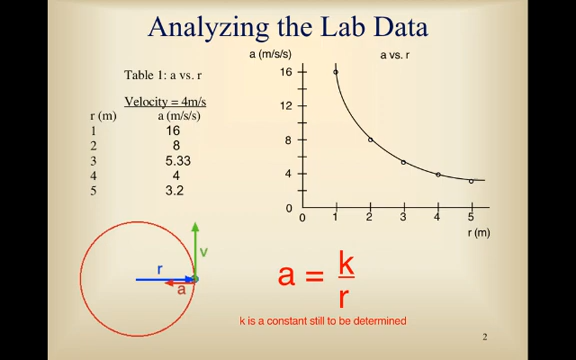 Analyzing the Lab Data
Table 1: a vs. r
Velocity = 4m/s
r (m) a (m/s/s)
1 16
2 8
3 5.33
4 4
5 3.2
a (m/s/s)
a vs. r
16
12
8
4
0
0 1 2 3 4 5
r (m)
v
r
a
a = k
r
k is a constant still to be determined
2